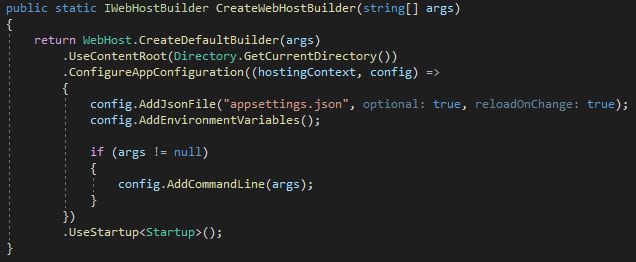 public static IWebHostBuilder CreateWebHostBuilder(string[] args)
{
    return WebHost.CreateDefaultBuilder(args)
        .UseContentRoot(Directory.GetCurrentDirectory())
        .ConfigureAppConfiguration((hostingContext, config) =>
        {
            config.AddJsonFile("appsettings.json", optional: true, reloadOnChange: true);
            config.AddEnvironmentVariables();

            if (args != null)
            {
                config.AddCommandLine(args);
            }
        })
        .UseStartup<Startup>();
}